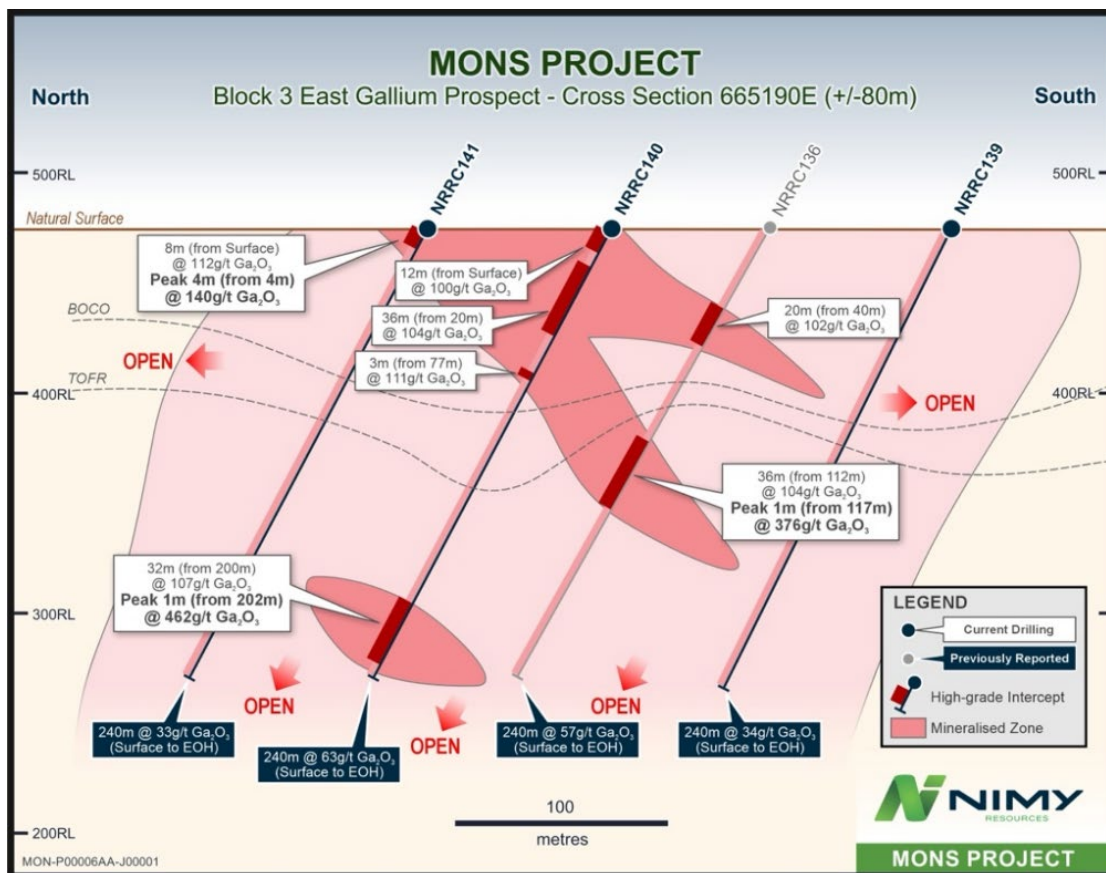 MONS PROJECT
Block 3 East Gallium Prospect - Cross Section 665190E (+/-80m)
North
South
NRRC141
NRRC140
NRRC136
NRRC139
500RL
500RL
Natural Surface
8m (from Surface)
@ 112g/t Ga₂O₃
Peak 4m (from 4m)
@ 140g/t Ga₂O₃
12m (from Surface)
@ 100g/t Ga₂O₃
36m (from 20m)
@ 104g/t Ga₂O₃
20m (from 40m)
@ 102g/t Ga₂O₃
BOCO
3m (from 77m)
@ 111g/t Ga₂O₃
OPEN
TOFR
400RL
400RL
OPEN
36m (from 112m)
@ 104g/t Ga₂O₃
Peak 1m (from 117m)
@ 376g/t Ga₂O₃
32m (from 200m)
@ 107g/t Ga₂O₃
Peak 1m (from 202m)
@ 462g/t Ga₂O₃
300RL
LEGEND
Current Drilling
Previously Reported
High-grade Intercept
Mineralised Zone
OPEN
OPEN
OPEN
240m @ 33g/t Ga₂O₃
(Surface to EOH)
240m @ 63g/t Ga₂O₃
(Surface to EOH)
240m @ 57g/t Ga₂O₃
(Surface to EOH)
240m @ 34g/t Ga₂O₃
(Surface to EOH)
100
metres
200RL
NIMY
RESOURCES
MONS PROJECT
MON-P00006AA-J00001